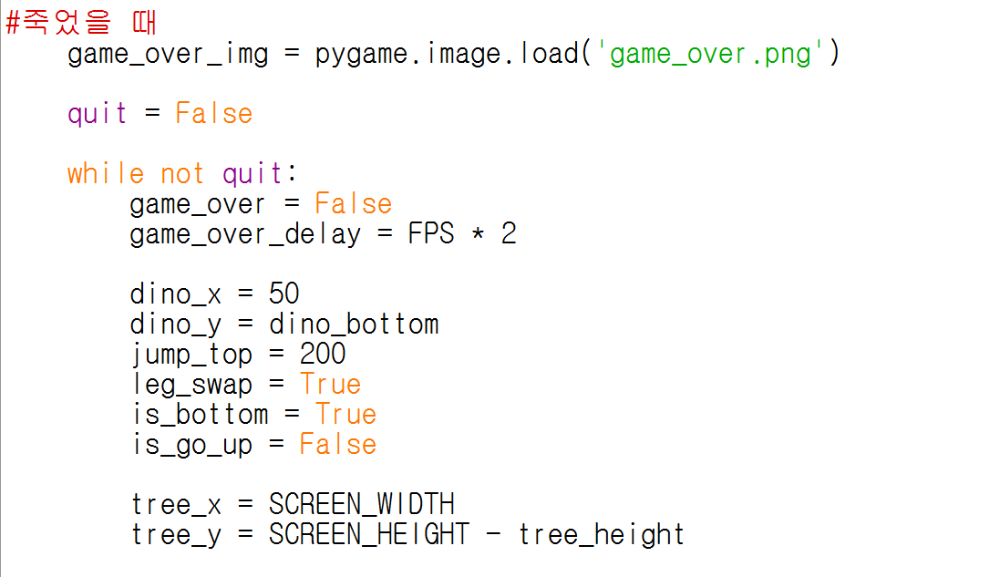 #죽었을 때
game_over_img = pygame.image.load('game_over.png')
quit = False
while not quit:
game_over = False
game_over_delay = FPS * 2
dino_x = 50
dino_y = dino_bottom
jump_top = 200
leg_swap = True
is_bottom = True
is_go_up = False
tree_x = SCREEN_WIDTH
tree_y = SCREEN_HEIGHT - tree_height